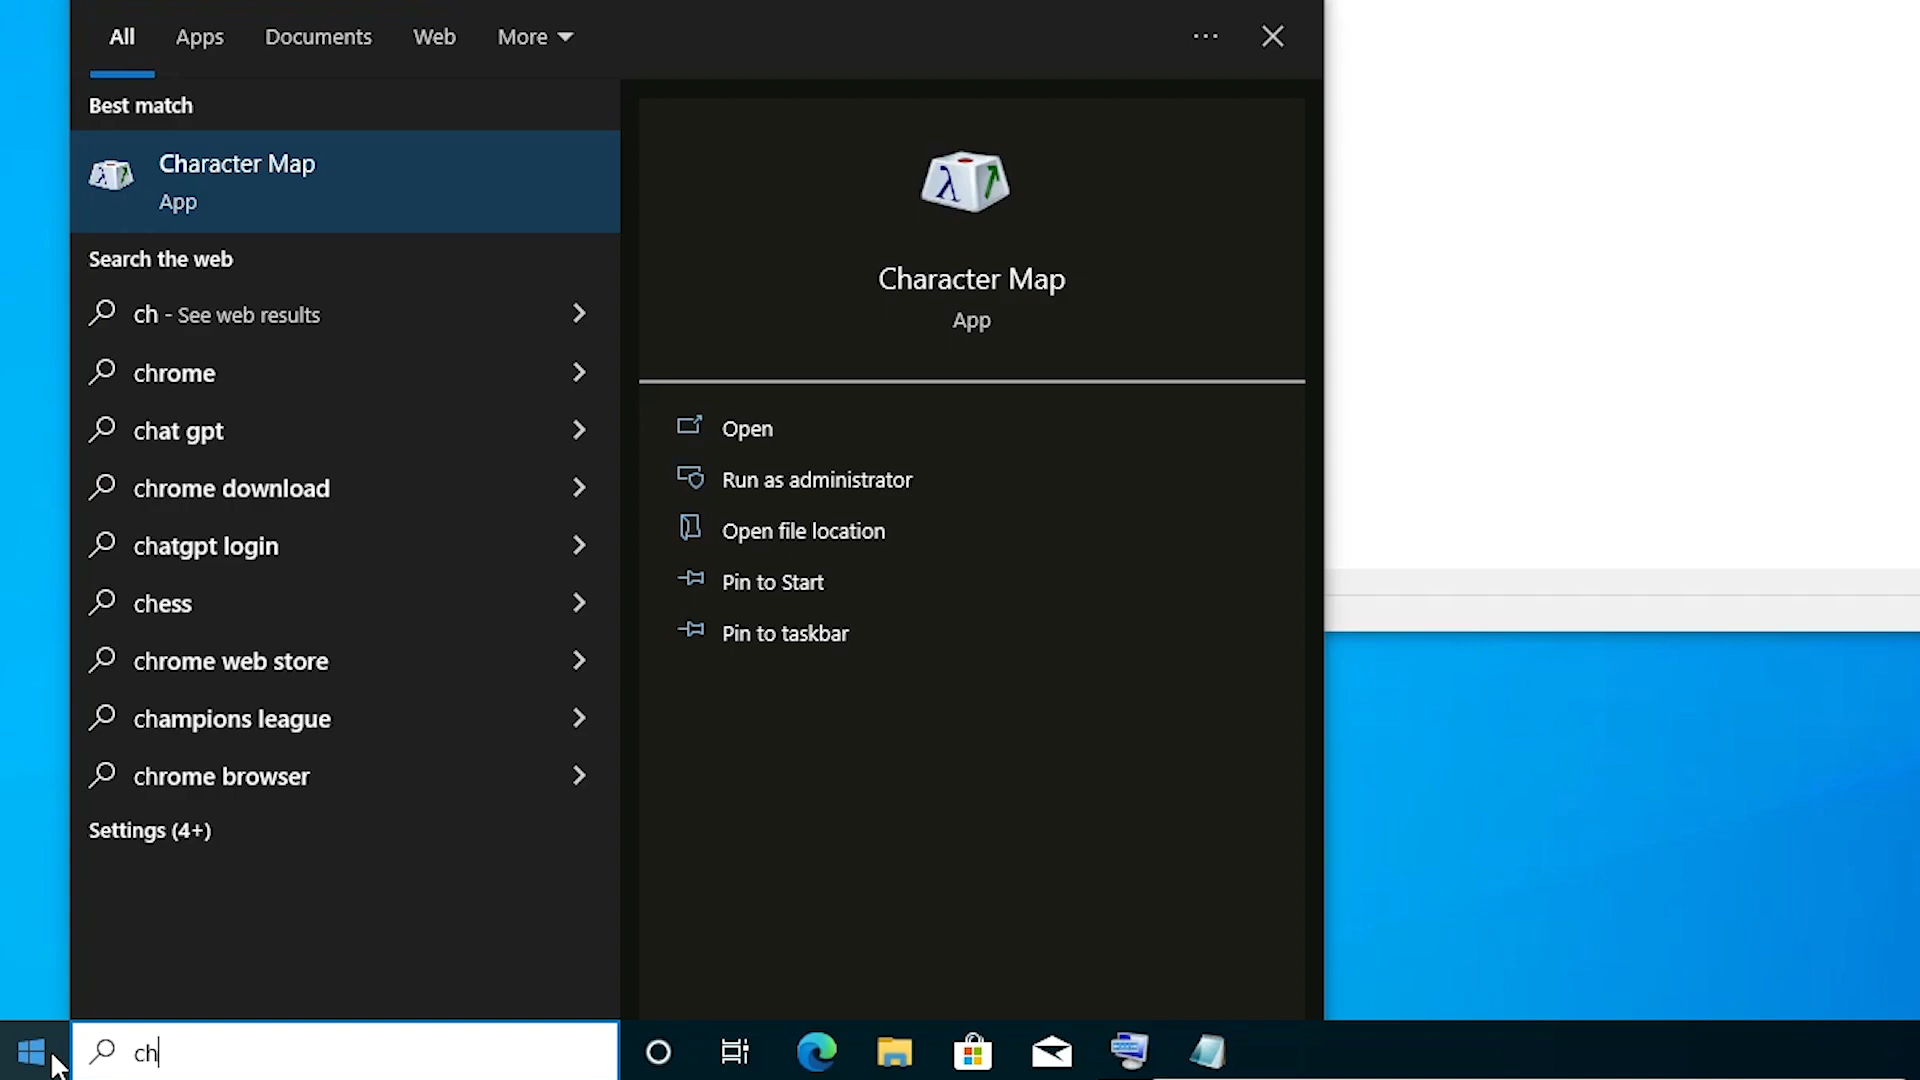 All Apps Documents Web More
Best match
Character Map
App
Search the web
ch - See web results
chrome
chat gpt
chrome download
chatgpt login
chess
chrome web store
champions league
chrome browser
Settings (4+)
Character Map
App
Open
Run as administrator
Open file location
Pin to Start
Pin to taskbar
ch